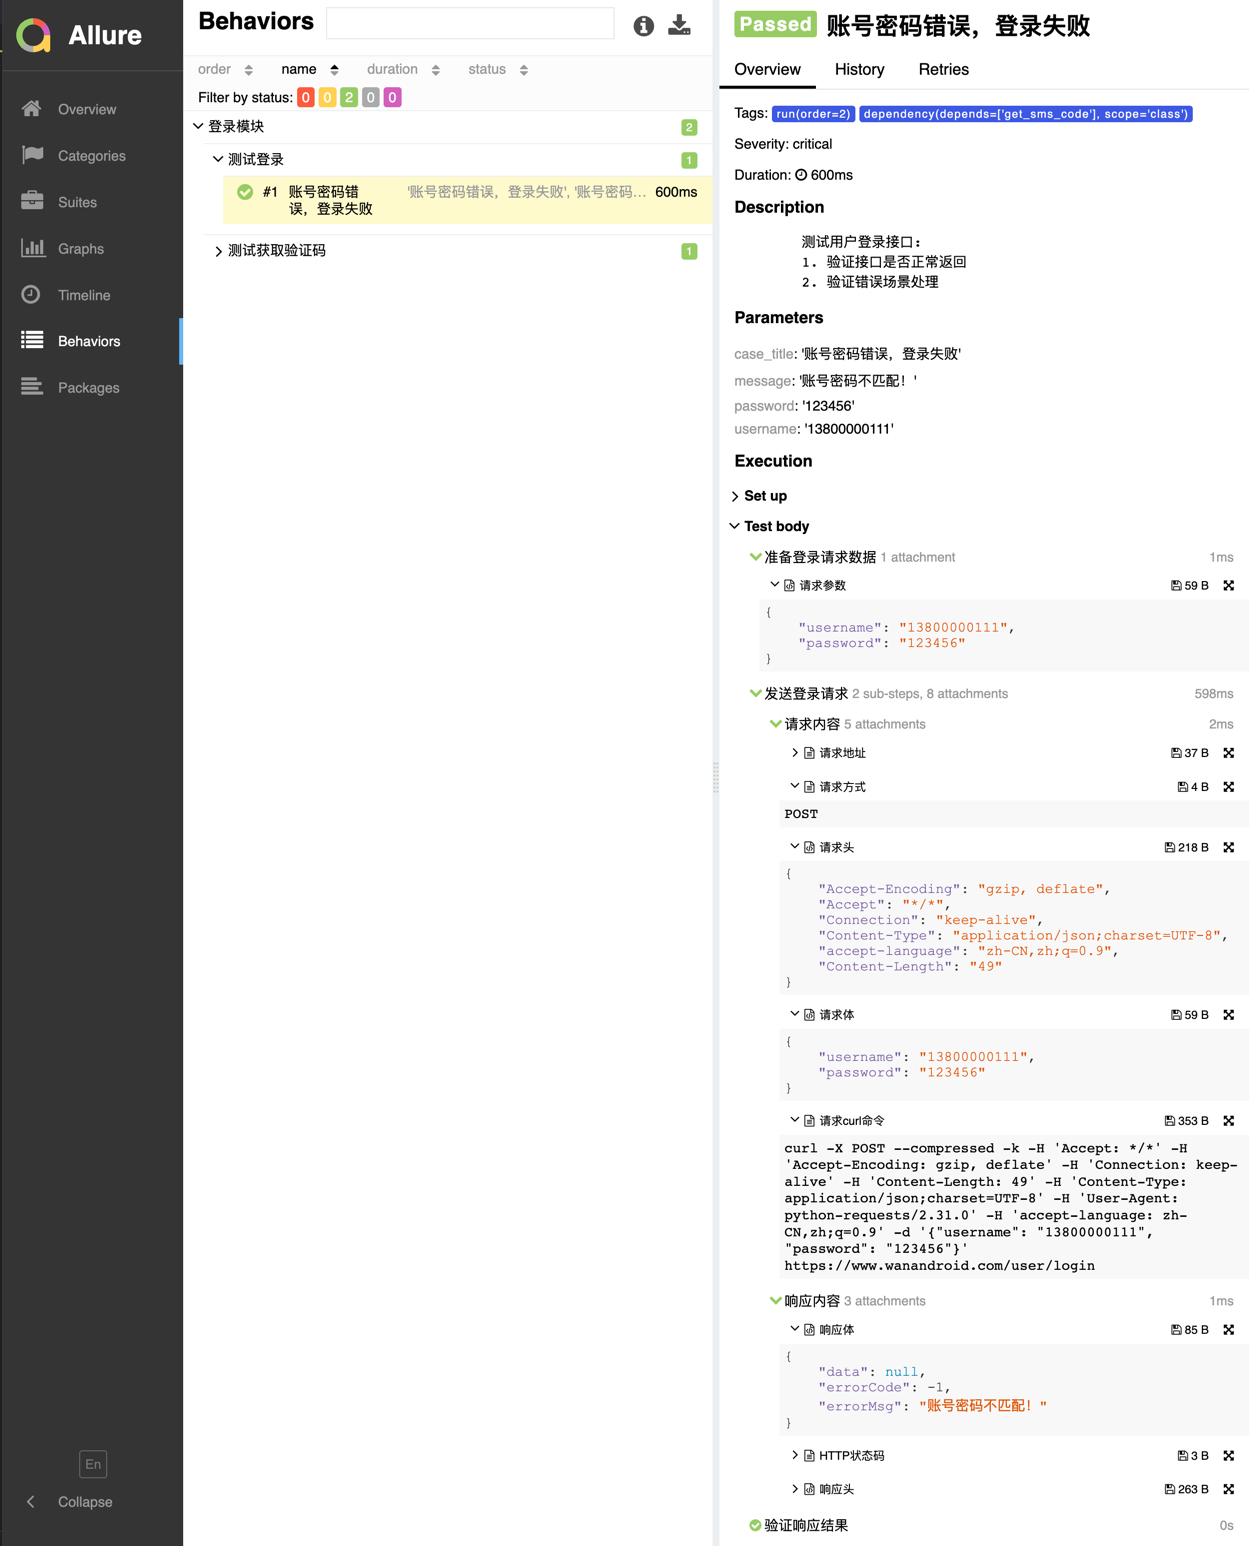 Allure
Overview
Categories
Suites
Graphs
Timeline
Behaviors
Packages
En
Collapse
Behaviors
order name duration status
Filter by status: 0 0 2 0 0
登录模块 2
测试登录 1
#1 账号密码错误，登录失败 '账号密码错误，登录失败', '账号密码... 600ms
测试获取验证码 1
Passed 账号密码错误，登录失败
Overview History Retries
Tags: run(order=2) dependency(depends=['get_sms_code'], scope='class')
Severity: critical
Duration: 600ms
Description
测试用户登录接口：
1. 验证接口是否正常返回
2. 验证错误场景处理
Parameters
case_title: '账号密码错误，登录失败'
message: '账号密码不匹配！'
password: '123456'
username: '13800000111'
Execution
Set up
Test body
准备登录请求数据 1 attachment 1ms
请求参数 59 B
{
"username": "13800000111",
"password": "123456"
}
发送登录请求 2 sub-steps, 8 attachments 598ms
请求内容 5 attachments 2ms
请求地址 37 B
请求方式 4 B
POST
请求头 218 B
{
"Accept-Encoding": "gzip, deflate",
"Accept": "*/*",
"Connection": "keep-alive",
"Content-Type": "application/json;charset=UTF-8",
"accept-language": "zh-CN,zh;q=0.9",
"Content-Length": "49"
}
请求体 59 B
{
"username": "13800000111",
"password": "123456"
}
请求curl命令 353 B
curl -X POST --compressed -k -H 'Accept: */*' -H
'Accept-Encoding: gzip, deflate' -H 'Connection: keep-
alive' -H 'Content-Length: 49' -H 'Content-Type:
application/json;charset=UTF-8' -H 'User-Agent:
python-requests/2.31.0' -H 'accept-language: zh-
CN,zh;q=0.9' -d '{"username": "13800000111",
"password": "123456"}'
https://www.wanandroid.com/user/login
响应内容 3 attachments 1ms
响应体 85 B
{
"data": null,
"errorCode": -1,
"errorMsg": "账号密码不匹配！"
}
HTTP状态码 3 B
响应头 263 B
验证响应结果 0s